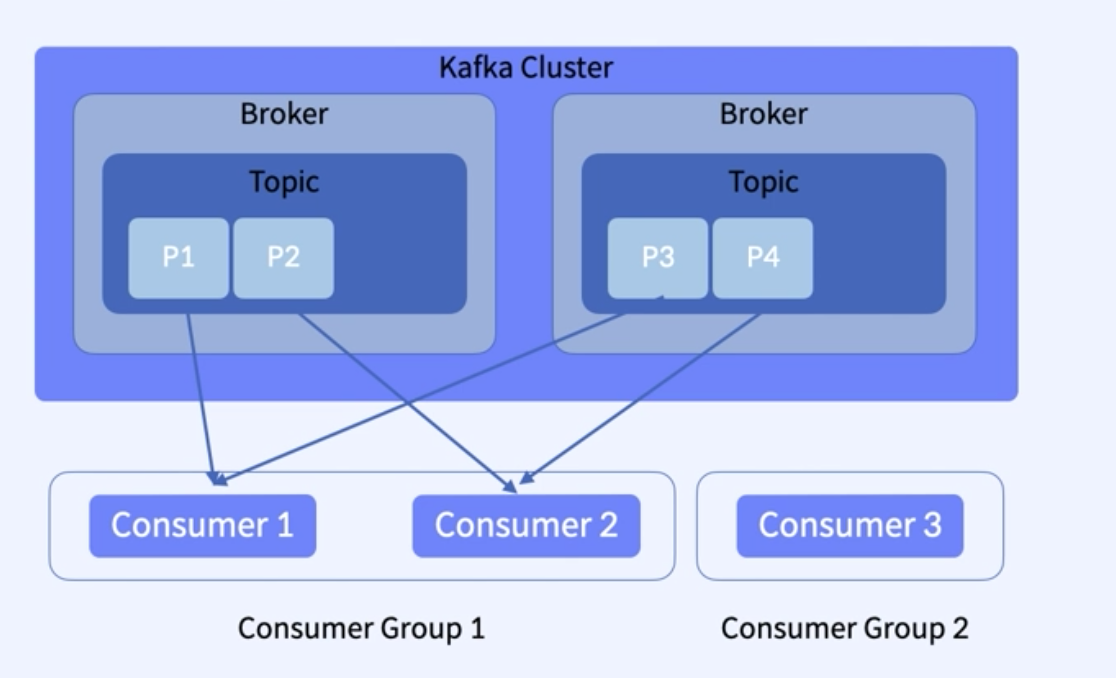 Kafka Cluster
Broker
Broker
Topic
Topic
P1
P2
P3
P4
Consumer 1
Consumer 2
Consumer 3
Consumer Group 1
Consumer Group 2